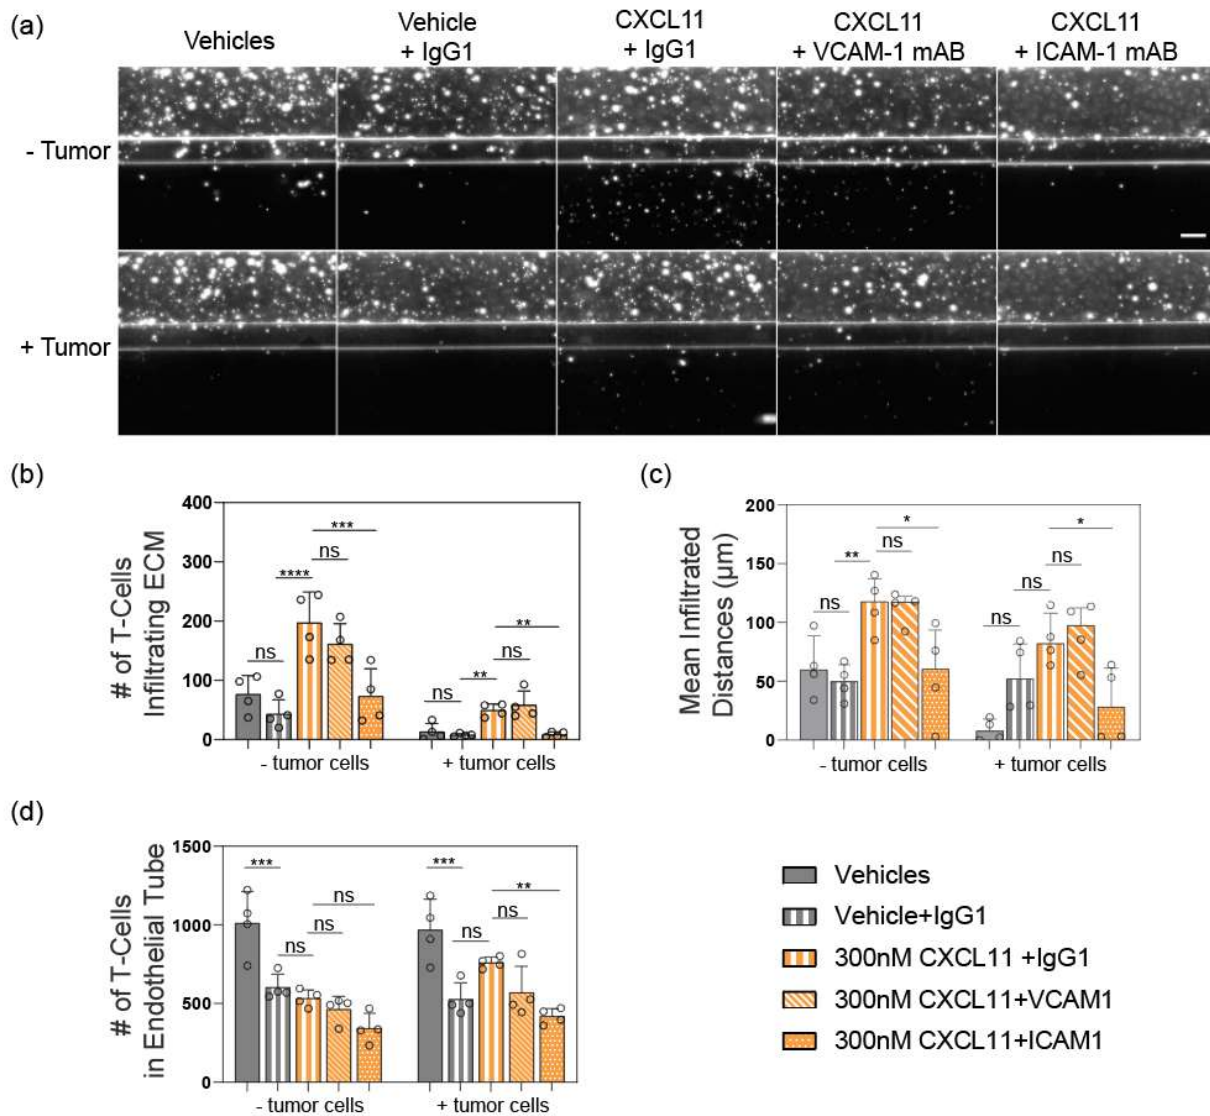 (a)
Vehicles
Vehicle
+ IgG1
CXCL11
+ IgG1
CXCL11
+ VCAM-1 mAB
CXCL11
+ ICAM-1 mAB
- Tumor
+ Tumor
(b)
# of T-Cells
Infiltrating ECM
400
300
200
100
0
ns
****
***
ns
ns
**
**
ns
- tumor cells
+ tumor cells
(c)
Mean Infiltrated
Distances (µm)
200
150
100
50
0
ns
**
*
ns
ns
ns
*
ns
- tumor cells
+ tumor cells
(d)
# of T-Cells
in Endothelial Tube
1500
1000
500
0
***
ns
ns
ns
***
ns
**
ns
- tumor cells
+ tumor cells
Vehicles
Vehicle+IgG1
300nM CXCL11 +IgG1
300nM CXCL11+VCAM1
300nM CXCL11+ICAM1